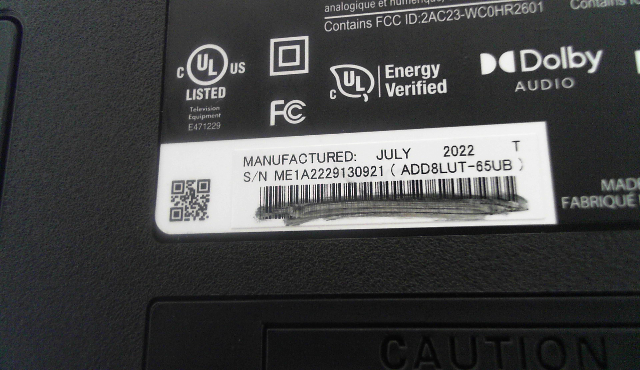 analogique et numérique
Contains FCC ID:2AC23-WC0HR2601
C UL US
LISTED
Television
Equipment
E471229
FC
C UL
Energy
Verified
Dolby
AUDIO
MANUFACTURED: JULY 2022 T
S/N ME1A2229130921 ( ADD8LUT-65UB )
MADE
FABRIQUÉ
CAUTION